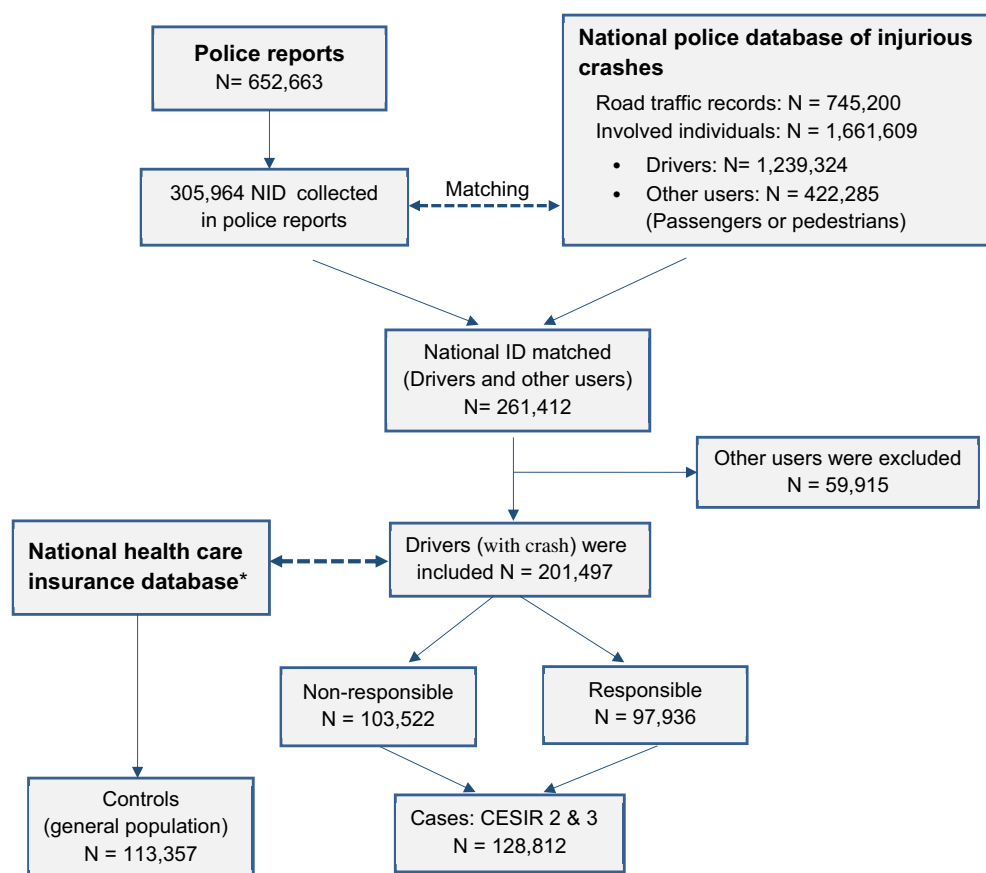 Police reports
N= 652,663
National police database of injurious
crashes
Road traffic records: N = 745,200
Involved individuals: N = 1,661,609
• Drivers: N= 1,239,324
• Other users: N = 422,285
(Passengers or pedestrians)
305,964 NID collected
in police reports
Matching
National ID matched
(Drivers and other users)
N= 261,412
Other users were excluded
N = 59,915
National health care
insurance database*
Drivers (with crash) were
included N = 201,497
Non-responsible
N = 103,522
Responsible
N = 97,936
Controls
(general population)
N = 113,357
Cases: CESIR 2 & 3
N = 128,812